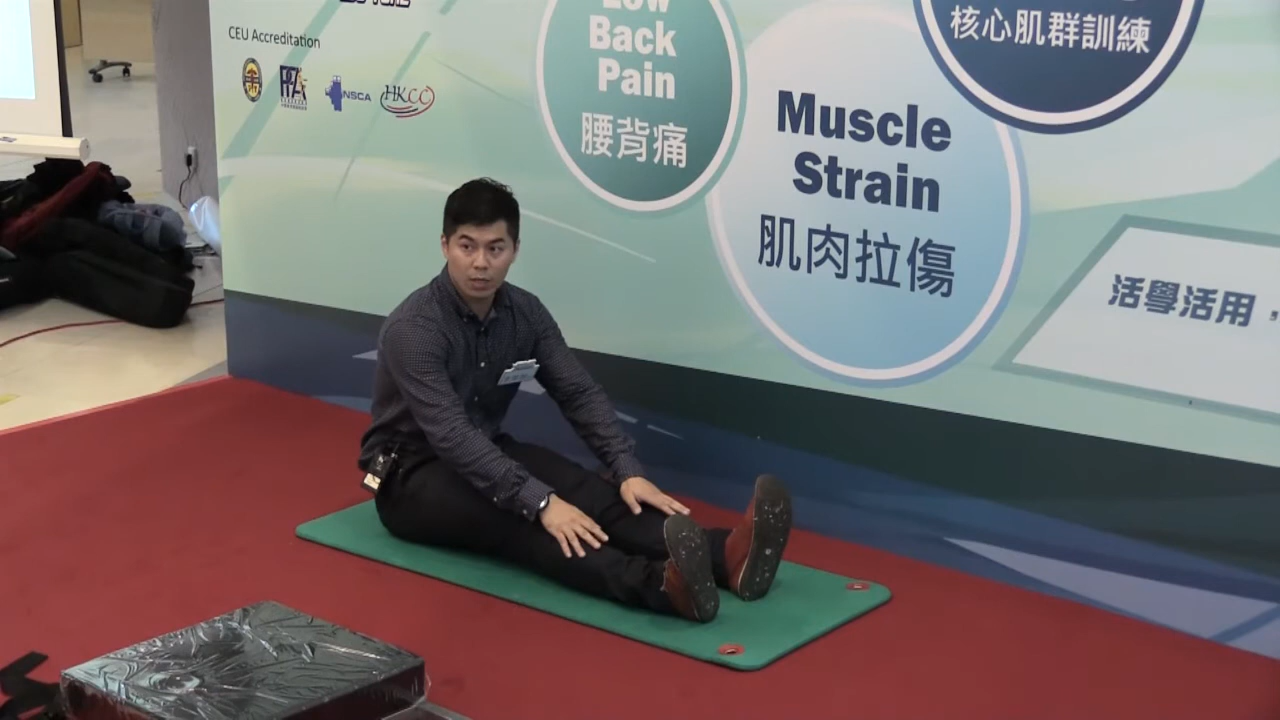 CEU Accreditation
NSCA
HKCC
Low
Back
Pain
腰背痛
Muscle
Strain
肌肉拉傷
核心肌群訓練
活學活用，